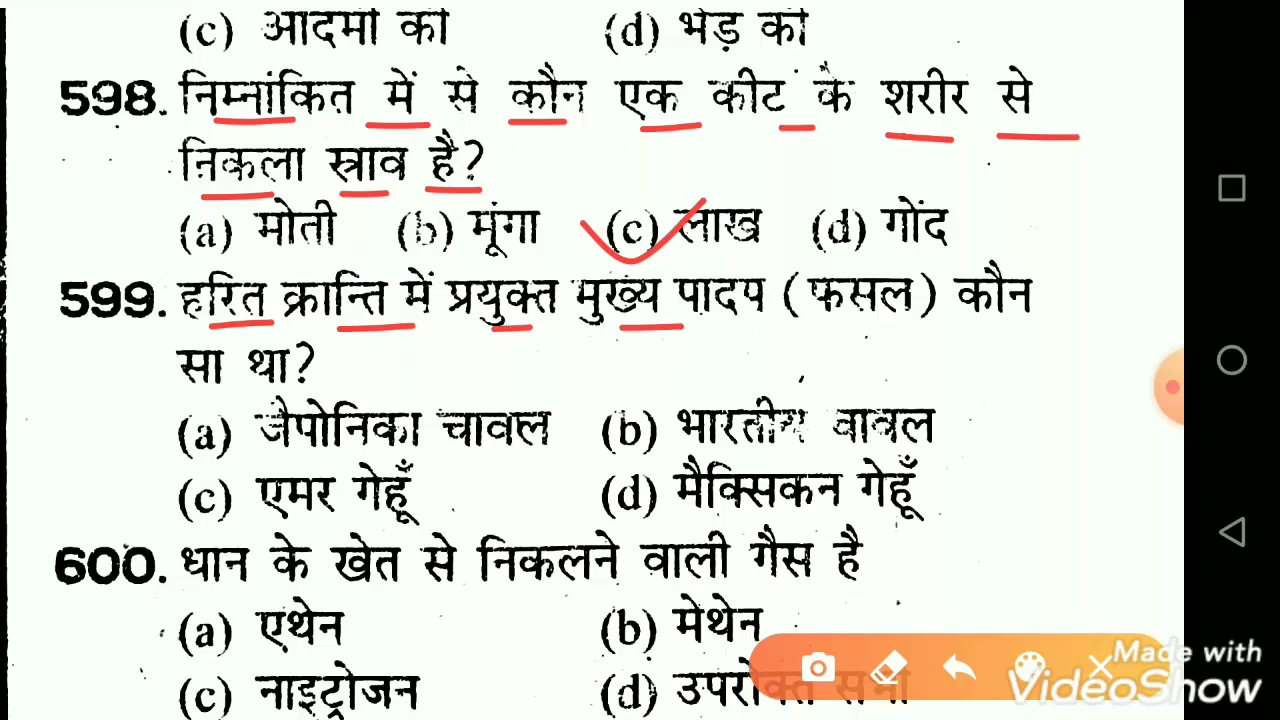 (c) आदमी की (d) भेड़ की
598. निम्नांकित में से कौन एक कीट के शरीर से
निकला स्राव है?
(a) मोती (b) मूंगा (c) लाख (d) गोंद
599. हरित क्रान्ति में प्रयुक्त मुख्य पादप (फसल) कौन
सा था?
(a) जैपोनिका चावल (b) भारतीय चावल
(c) एमर गेहूँ (d) मैक्सिकन गेहूँ
600. धान के खेत से निकलने वाली गैस है
(a) एथेन (b) मेथेन
(c) नाइट्रोजन (d) उपरोक्त सभी
Made with
VideoShow